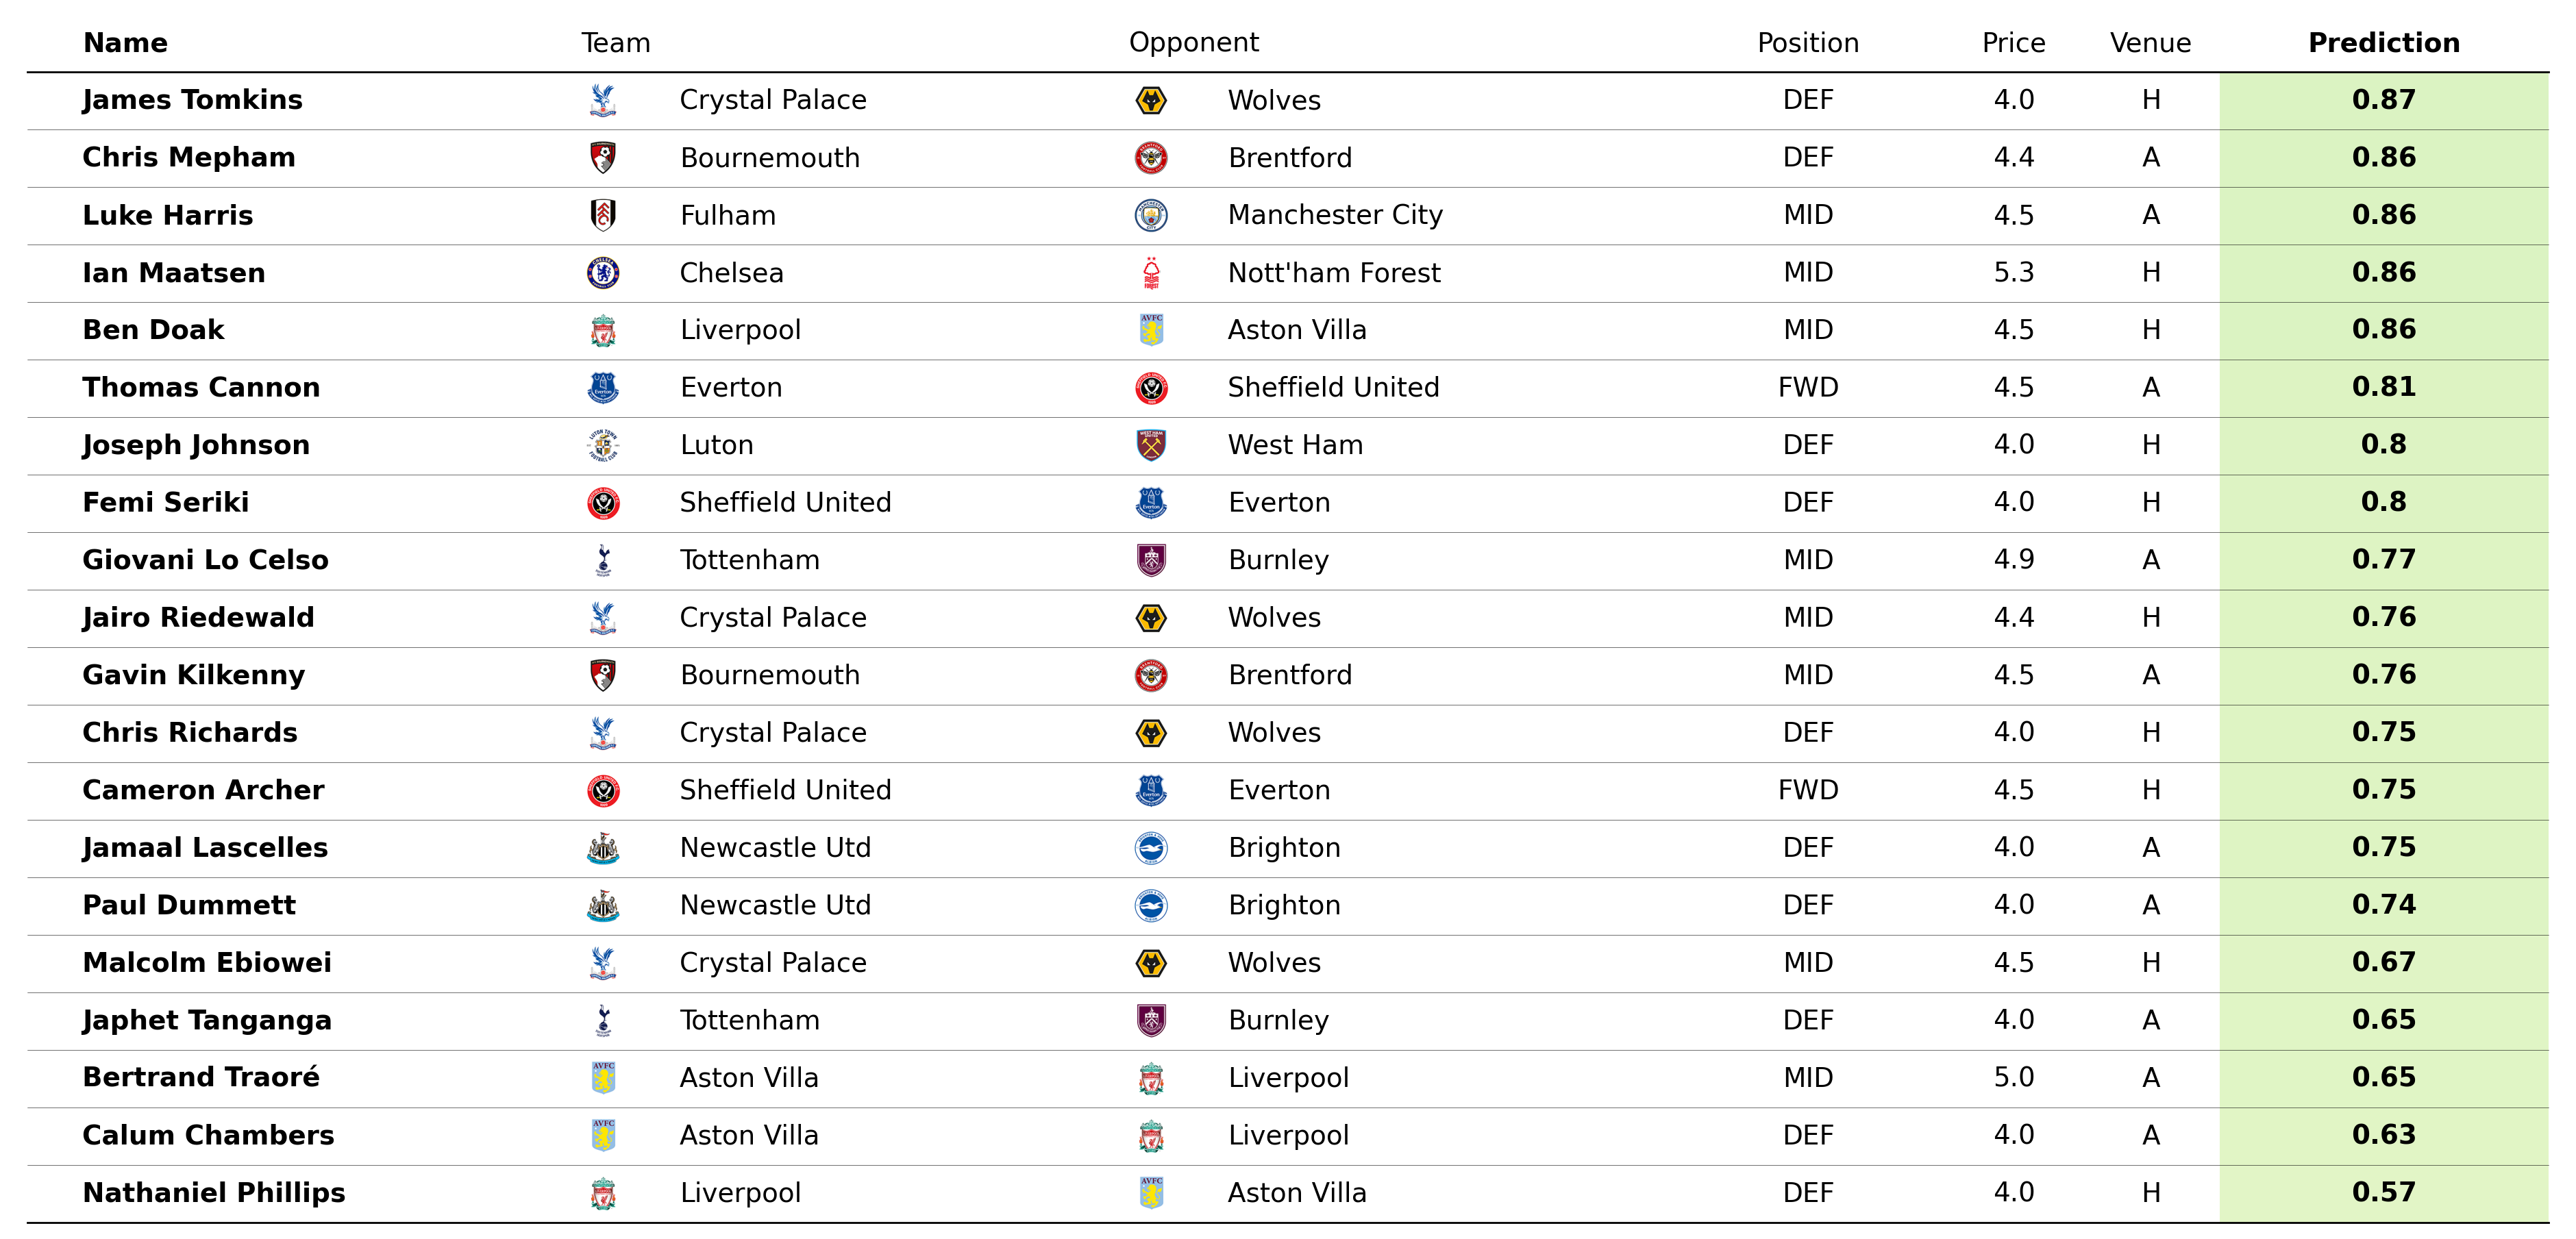 Name Team Opponent Position Price Venue Prediction
James Tomkins Crystal Palace Wolves DEF 4.0 H 0.87
Chris Mepham Bournemouth Brentford DEF 4.4 A 0.86
Luke Harris Fulham Manchester City MID 4.5 A 0.86
Ian Maatsen Chelsea Nott'ham Forest MID 5.3 H 0.86
Ben Doak Liverpool Aston Villa MID 4.5 H 0.86
Thomas Cannon Everton Sheffield United FWD 4.5 A 0.81
Joseph Johnson Luton West Ham DEF 4.0 H 0.8
Femi Seriki Sheffield United Everton DEF 4.0 H 0.8
Giovani Lo Celso Tottenham Burnley MID 4.9 A 0.77
Jairo Riedewald Crystal Palace Wolves MID 4.4 H 0.76
Gavin Kilkenny Bournemouth Brentford MID 4.5 A 0.76
Chris Richards Crystal Palace Wolves DEF 4.0 H 0.75
Cameron Archer Sheffield United Everton FWD 4.5 H 0.75
Jamaal Lascelles Newcastle Utd Brighton DEF 4.0 A 0.75
Paul Dummett Newcastle Utd Brighton DEF 4.0 A 0.74
Malcolm Ebiowei Crystal Palace Wolves MID 4.5 H 0.67
Japhet Tanganga Tottenham Burnley DEF 4.0 A 0.65
Bertrand Traoré Aston Villa Liverpool MID 5.0 A 0.65
Calum Chambers Aston Villa Liverpool DEF 4.0 A 0.63
Nathaniel Phillips Liverpool Aston Villa DEF 4.0 H 0.57